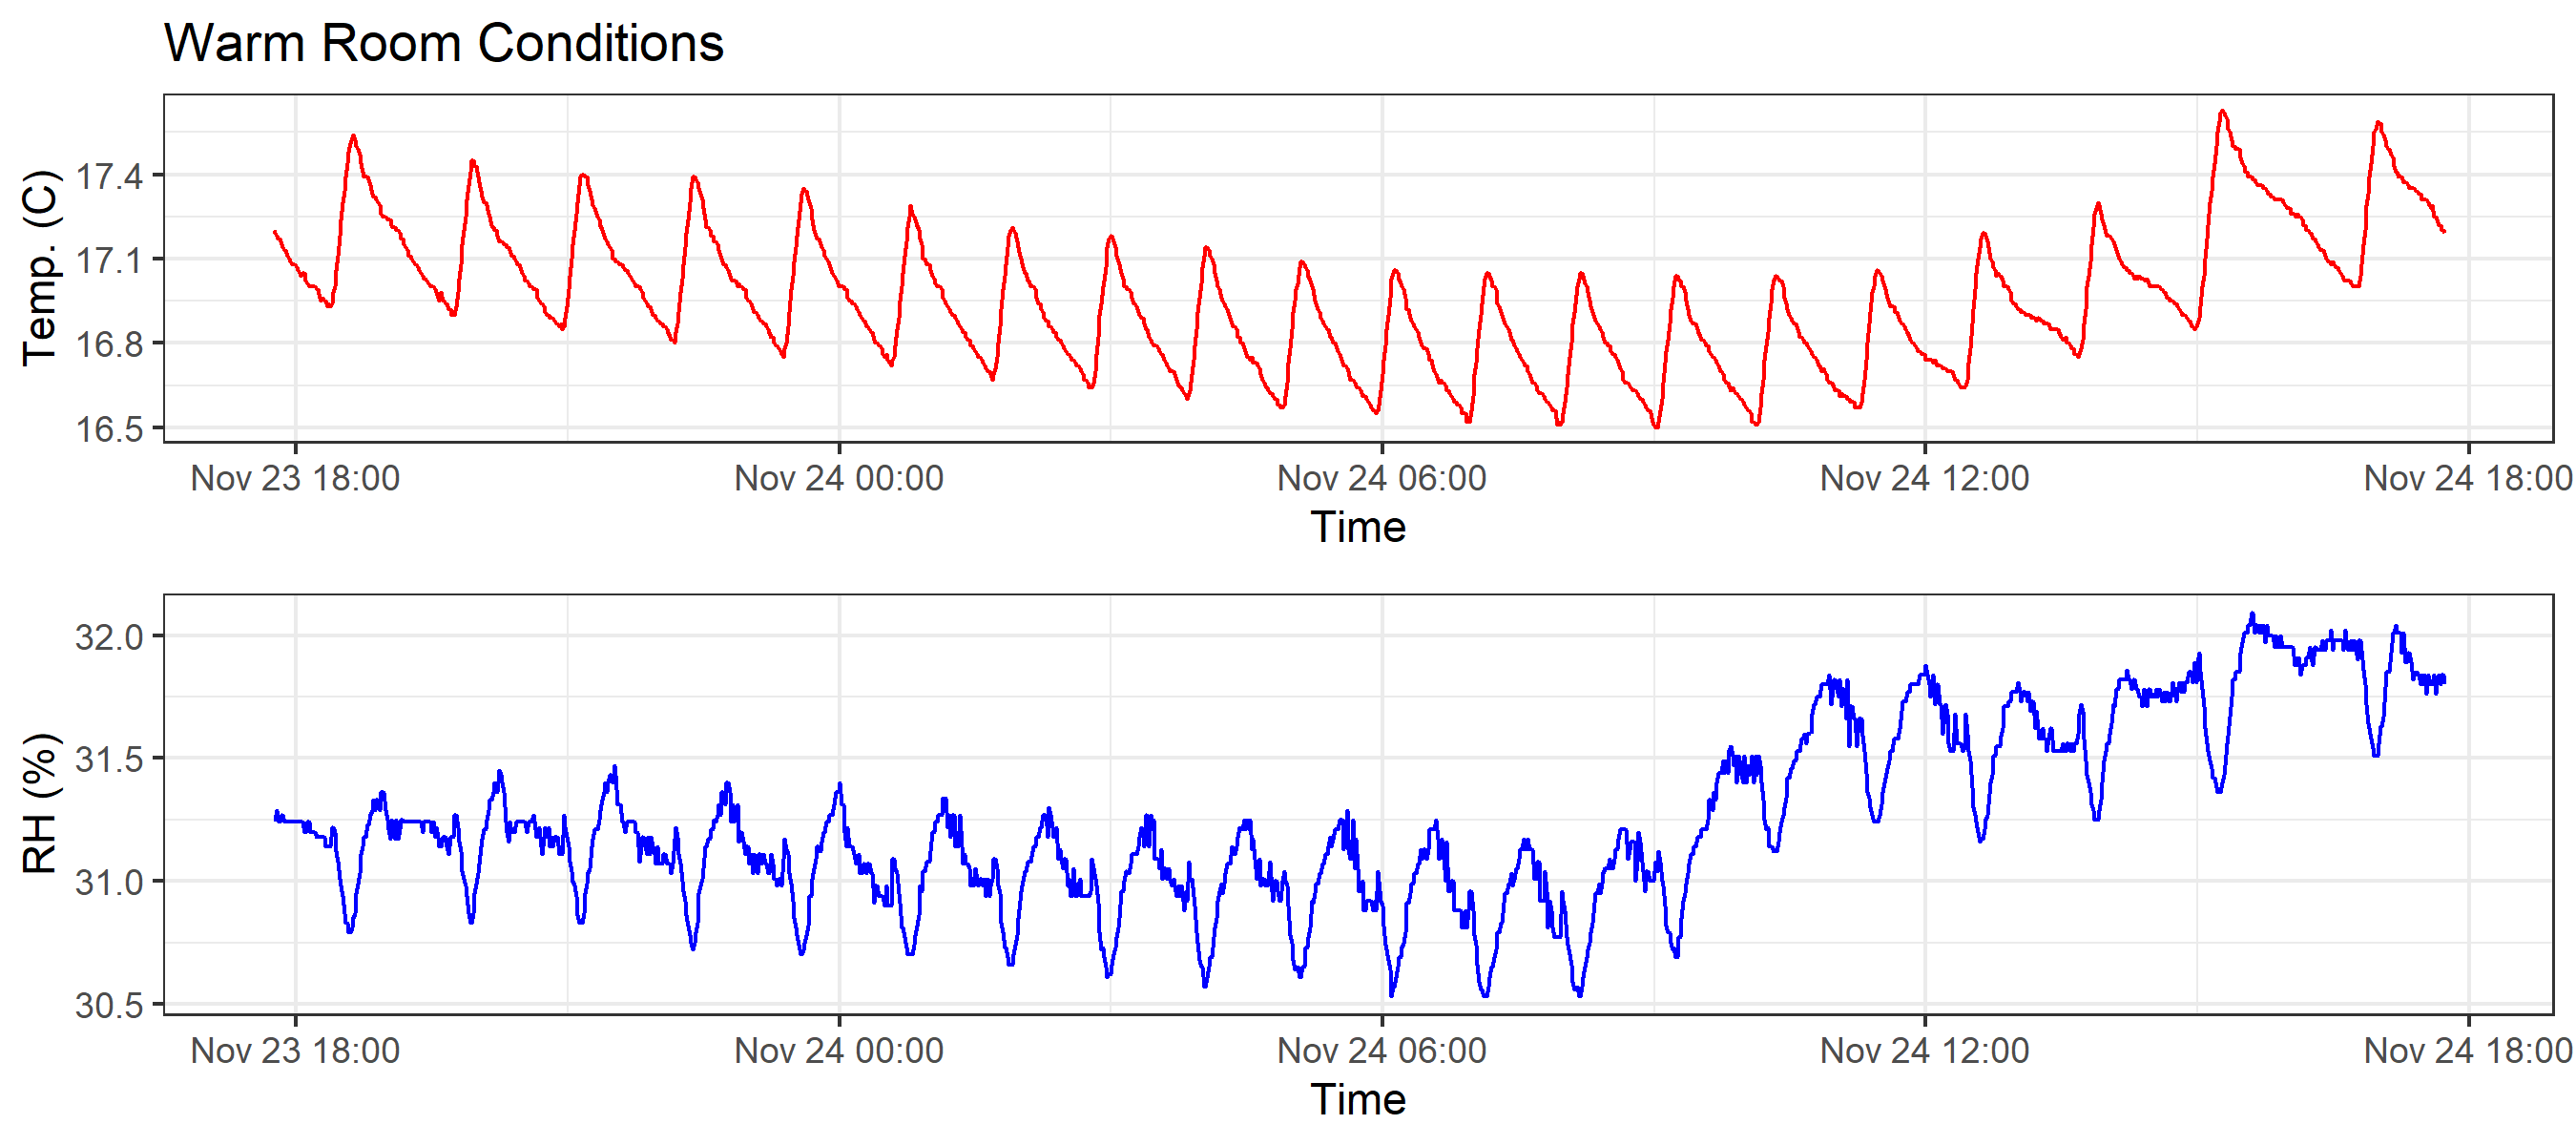 Warm Room Conditions
Temp. (C)
17.4
17.1
16.8
16.5
Nov 23 18:00 Nov 24 00:00 Nov 24 06:00 Nov 24 12:00 Nov 24 18:00
Time
RH (%)
32.0
31.5
31.0
30.5
Nov 23 18:00 Nov 24 00:00 Nov 24 06:00 Nov 24 12:00 Nov 24 18:00
Time